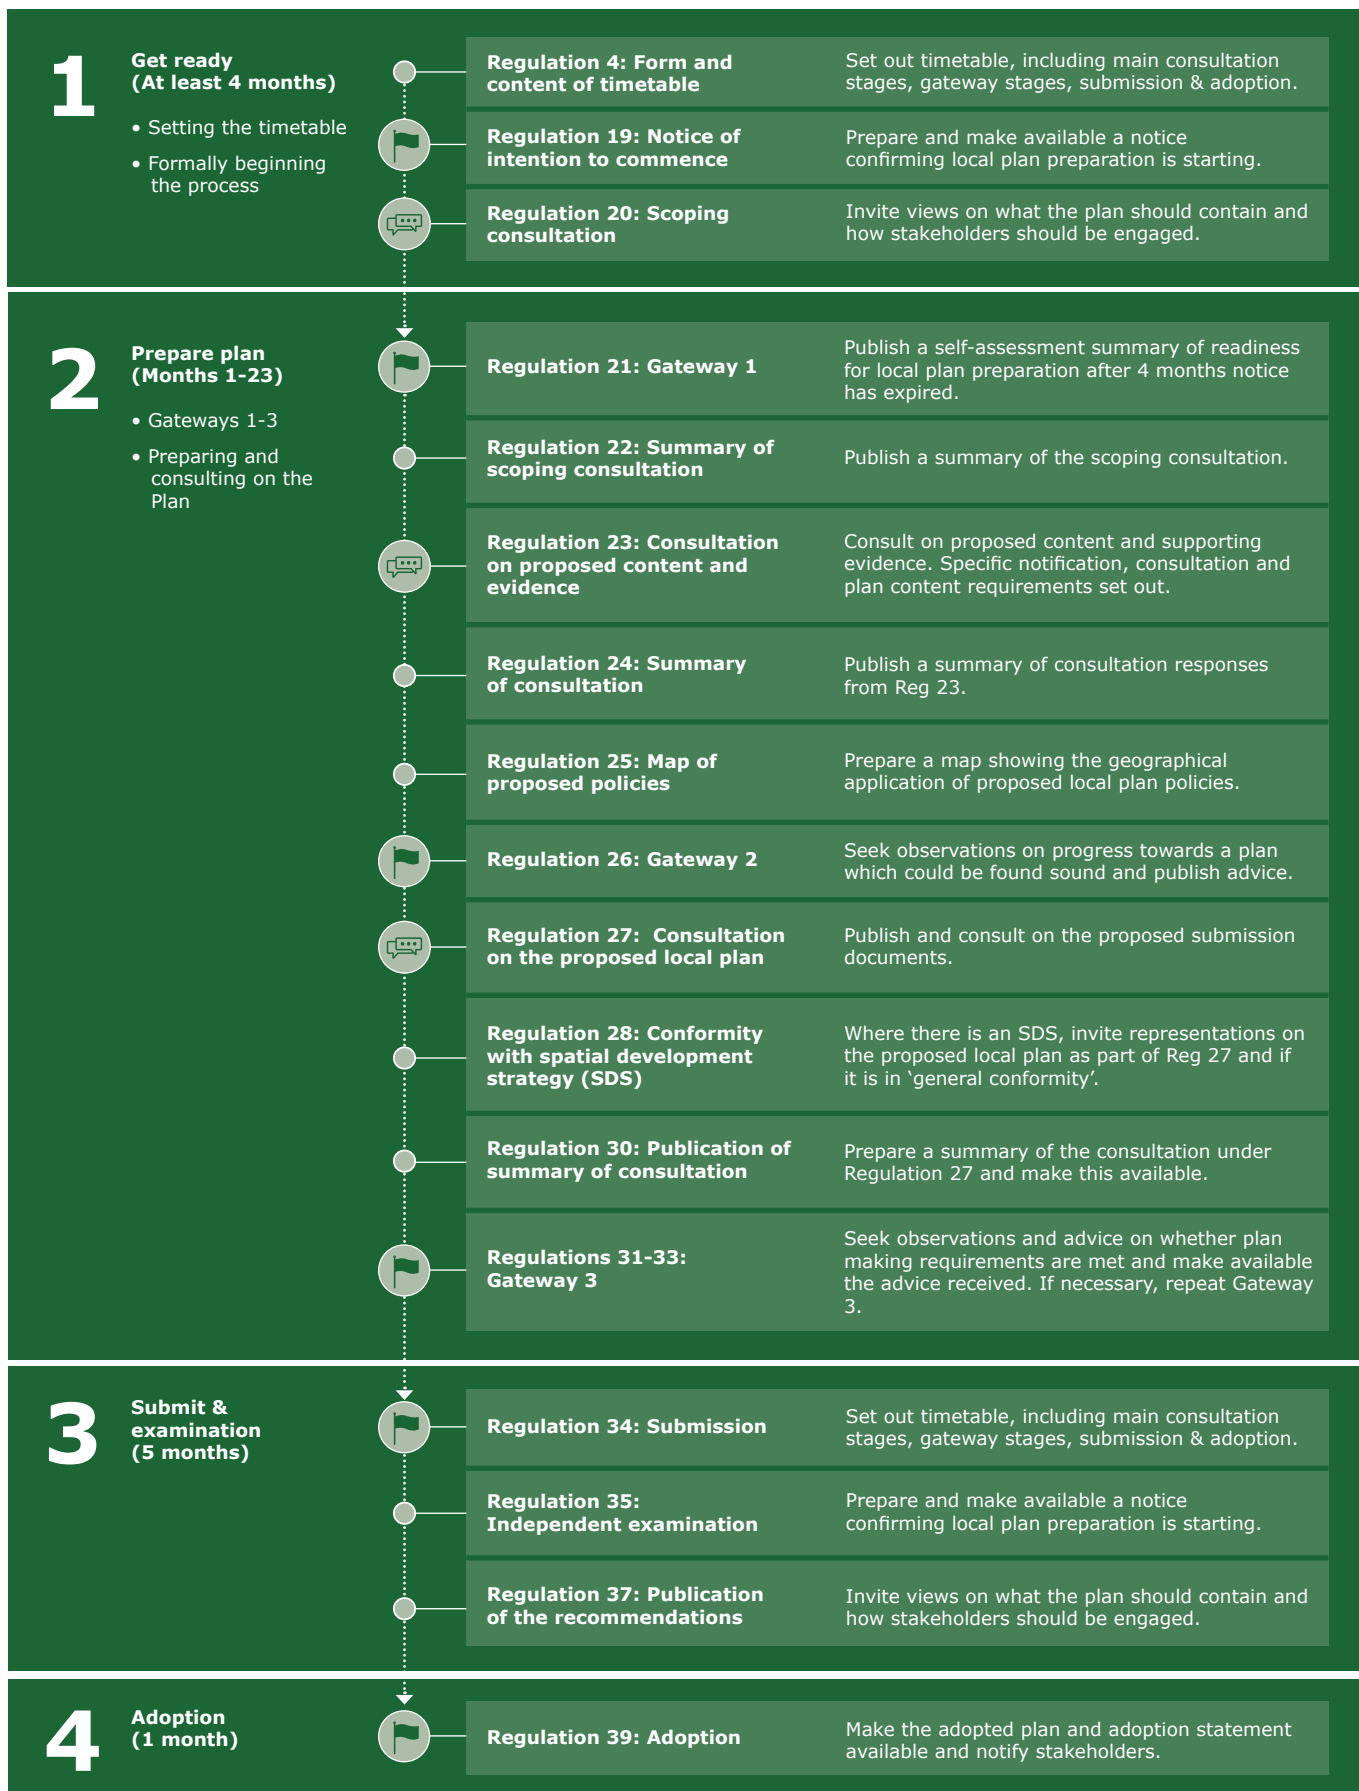 1
Get ready
(At least 4 months)
• Setting the timetable
• Formally beginning
the process
Regulation 4: Form and
content of timetable
Set out timetable, including main consultation
stages, gateway stages, submission & adoption.
Regulation 19: Notice of
intention to commence
Prepare and make available a notice
confirming local plan preparation is starting.
Regulation 20: Scoping
consultation
Invite views on what the plan should contain and
how stakeholders should be engaged.
2
Prepare plan
(Months 1-23)
• Gateways 1-3
• Preparing and
consulting on the
Plan
Regulation 21: Gateway 1
Publish a self-assessment summary of readiness
for local plan preparation after 4 months notice
has expired.
Regulation 22: Summary of
scoping consultation
Publish a summary of the scoping consultation.
Regulation 23: Consultation
on proposed content and
evidence
Consult on proposed content and supporting
evidence. Specific notification, consultation and
plan content requirements set out.
Regulation 24: Summary
of consultation
Publish a summary of consultation responses
from Reg 23.
Regulation 25: Map of
proposed policies
Prepare a map showing the geographical
application of proposed local plan policies.
Regulation 26: Gateway 2
Seek observations on progress towards a plan
which could be found sound and publish advice.
Regulation 27:  Consultation
on the proposed local plan
Publish and consult on the proposed submission
documents.
Regulation 28: Conformity
with spatial development
strategy (SDS)
Where there is an SDS, invite representations on
the proposed local plan as part of Reg 27 and if
it is in ‘general conformity’.
Regulation 30: Publication of
summary of consultation
Prepare a summary of the consultation under
Regulation 27 and make this available.
Regulations 31-33:
Gateway 3
Seek observations and advice on whether plan
making requirements are met and make available
the advice received. If necessary, repeat Gateway
3.
3
Submit &
examination
(5 months)
Regulation 34: Submission
Set out timetable, including main consultation
stages, gateway stages, submission & adoption.
Regulation 35:
Independent examination
Prepare and make available a notice
confirming local plan preparation is starting.
Regulation 37: Publication
of the recommendations
Invite views on what the plan should contain and
how stakeholders should be engaged.
4
Adoption
(1 month)
Regulation 39: Adoption
Make the adopted plan and adoption statement
available and notify stakeholders.